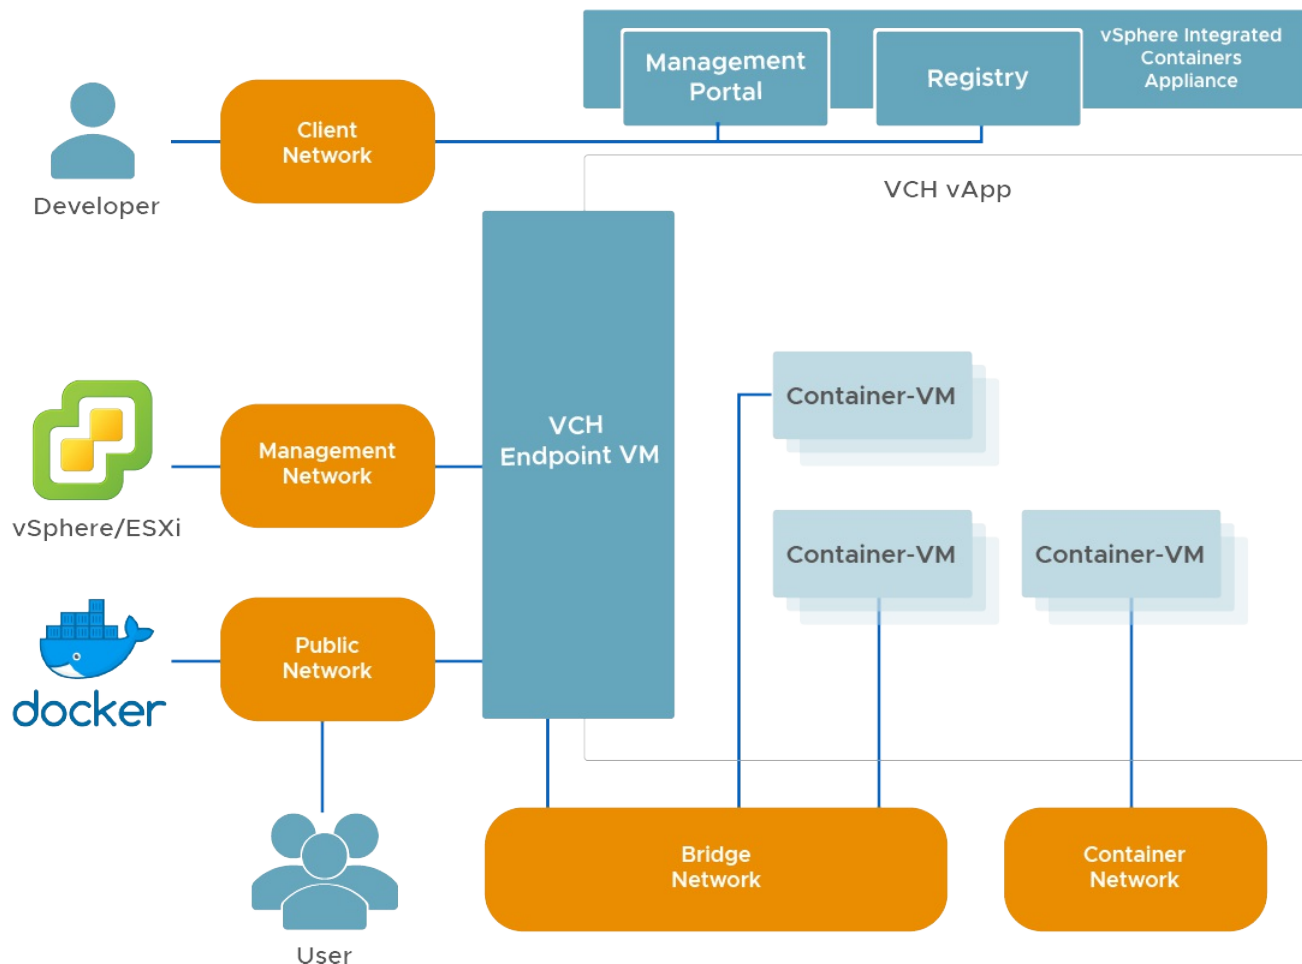 vSphere Integrated
Containers
Appliance
Management
Portal
Registry
Client
Network
Developer
VCH vApp
VCH
Endpoint VM
Container-VM
Management
Network
vSphere/ESXi
Container-VM
Container-VM
Public
Network
docker
Bridge
Network
Container
Network
User